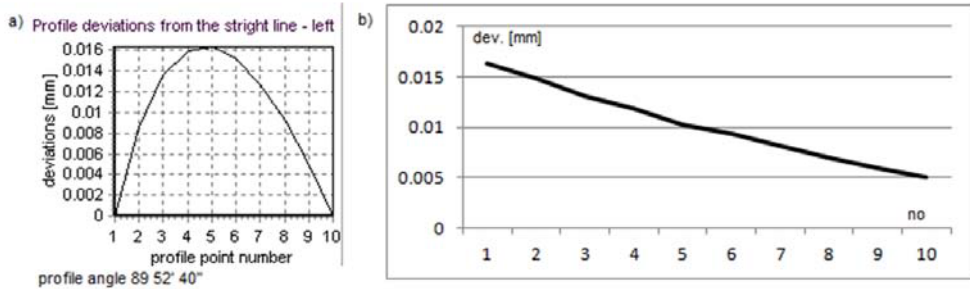 a) Profile deviations from the stright line - left
0.016
0.014
0.012
0.01
0.008
0.006
0.004
0.002
0
deviations [mm]
1 2 3 4 5 6 7 8 9 10
profile point number
profile angle 89 52' 40"
b)
0.02
0.015
0.01
0.005
0
dev. [mm]
no
1 2 3 4 5 6 7 8 9 10